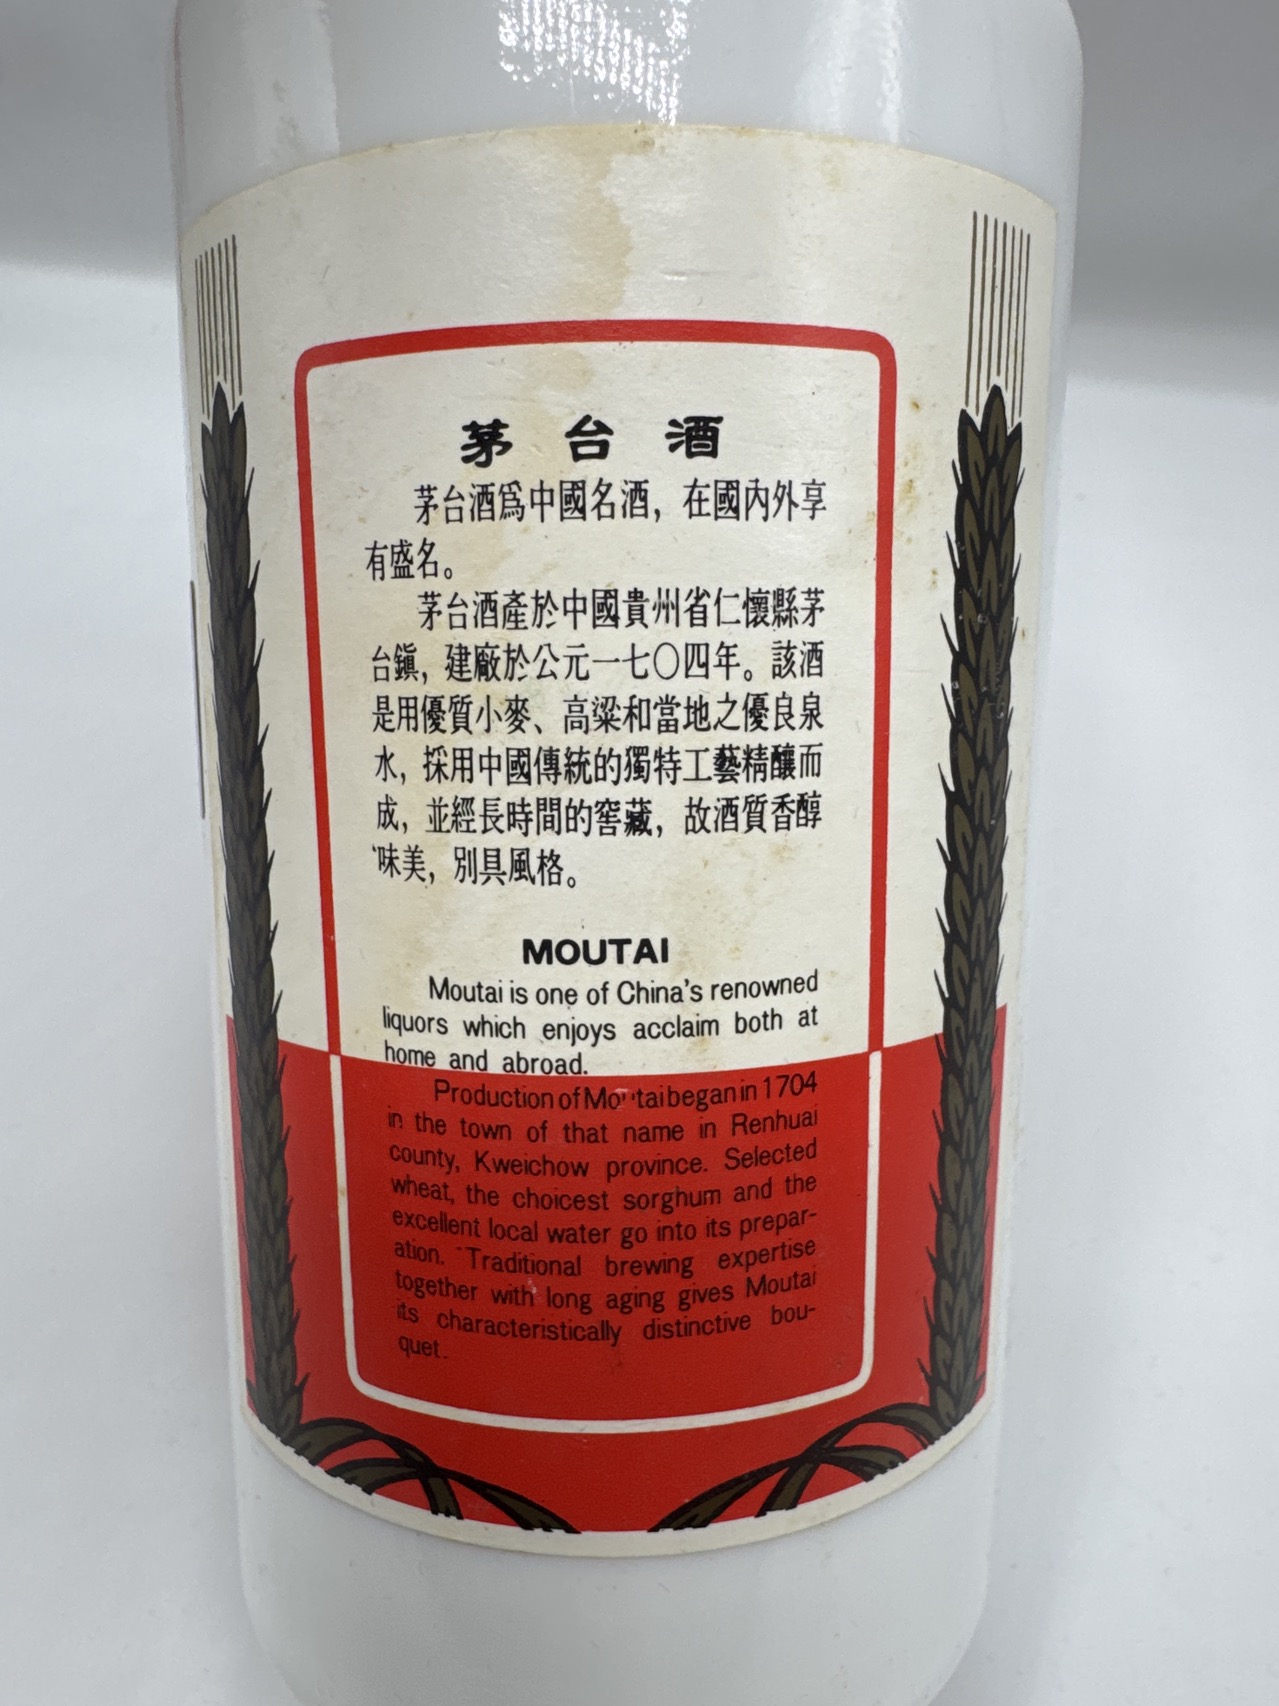 茅台酒
茅台酒爲中國名酒，在國內外享
有盛名。
茅台酒產於中國貴州省仁懷縣茅
台鎭，建廠於公元一七〇四年。該酒
是用優質小麥、高粱和當地之優良泉
水，採用中國傳統的獨特工藝精釀而
成，並經長時間的窖藏，故酒質香醇
味美，別具風格。
MOUTAI
Moutai is one of China's renowned
liquors which enjoys acclaim both at
home and abroad.
Production of Moutai began in 1704
in the town of that name in Renhuai
county, Kweichow province. Selected
wheat, the choicest sorghum and the
excellent local water go into its prepar-
ation. Traditional brewing expertise
together with long aging gives Moutai
its characteristically distinctive bou-
quet.